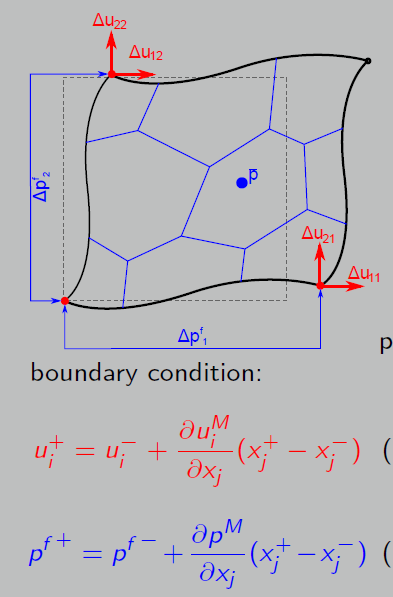 Δu₂₂
Δu₁₂
Δpᶠ₂
p̄
Δu₂₁
Δu₁₁
Δpᶠ₁
p
boundary condition:
uᵢ⁺ = uᵢ⁻ + ∂uᵢᴹ/∂xⱼ (xⱼ⁺ − xⱼ⁻) (
pᶠ⁺ = pᶠ⁻ + ∂pᴹ/∂xⱼ (xⱼ⁺ − xⱼ⁻) (